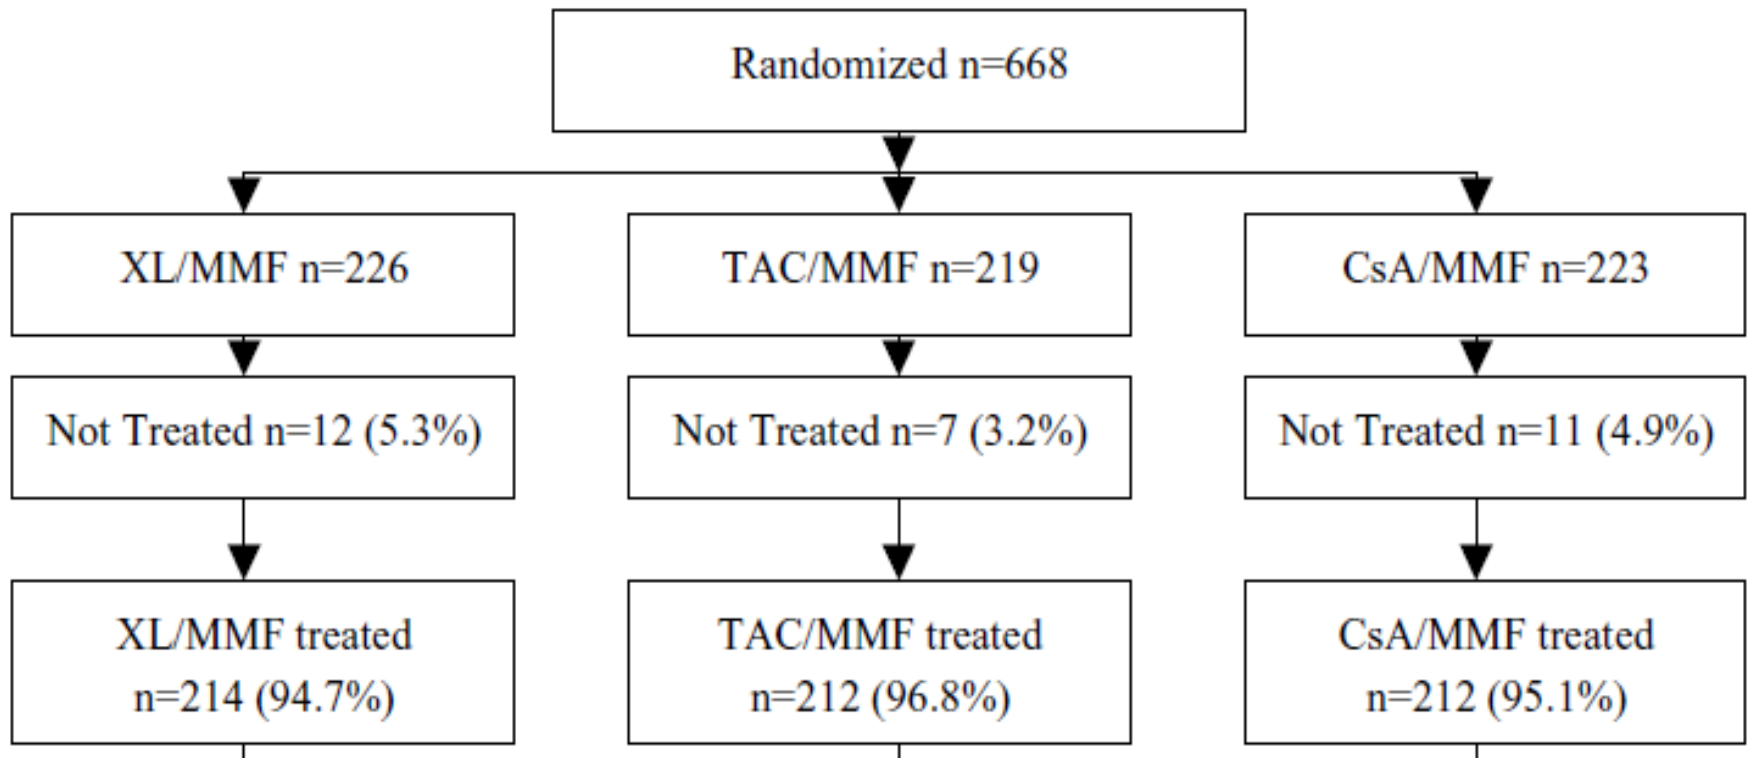 Randomized n=668
XL/MMF n=226
TAC/MMF n=219
CsA/MMF n=223
Not Treated n=12 (5.3%)
Not Treated n=7 (3.2%)
Not Treated n=11 (4.9%)
XL/MMF treated
n=214 (94.7%)
TAC/MMF treated
n=212 (96.8%)
CsA/MMF treated
n=212 (95.1%)